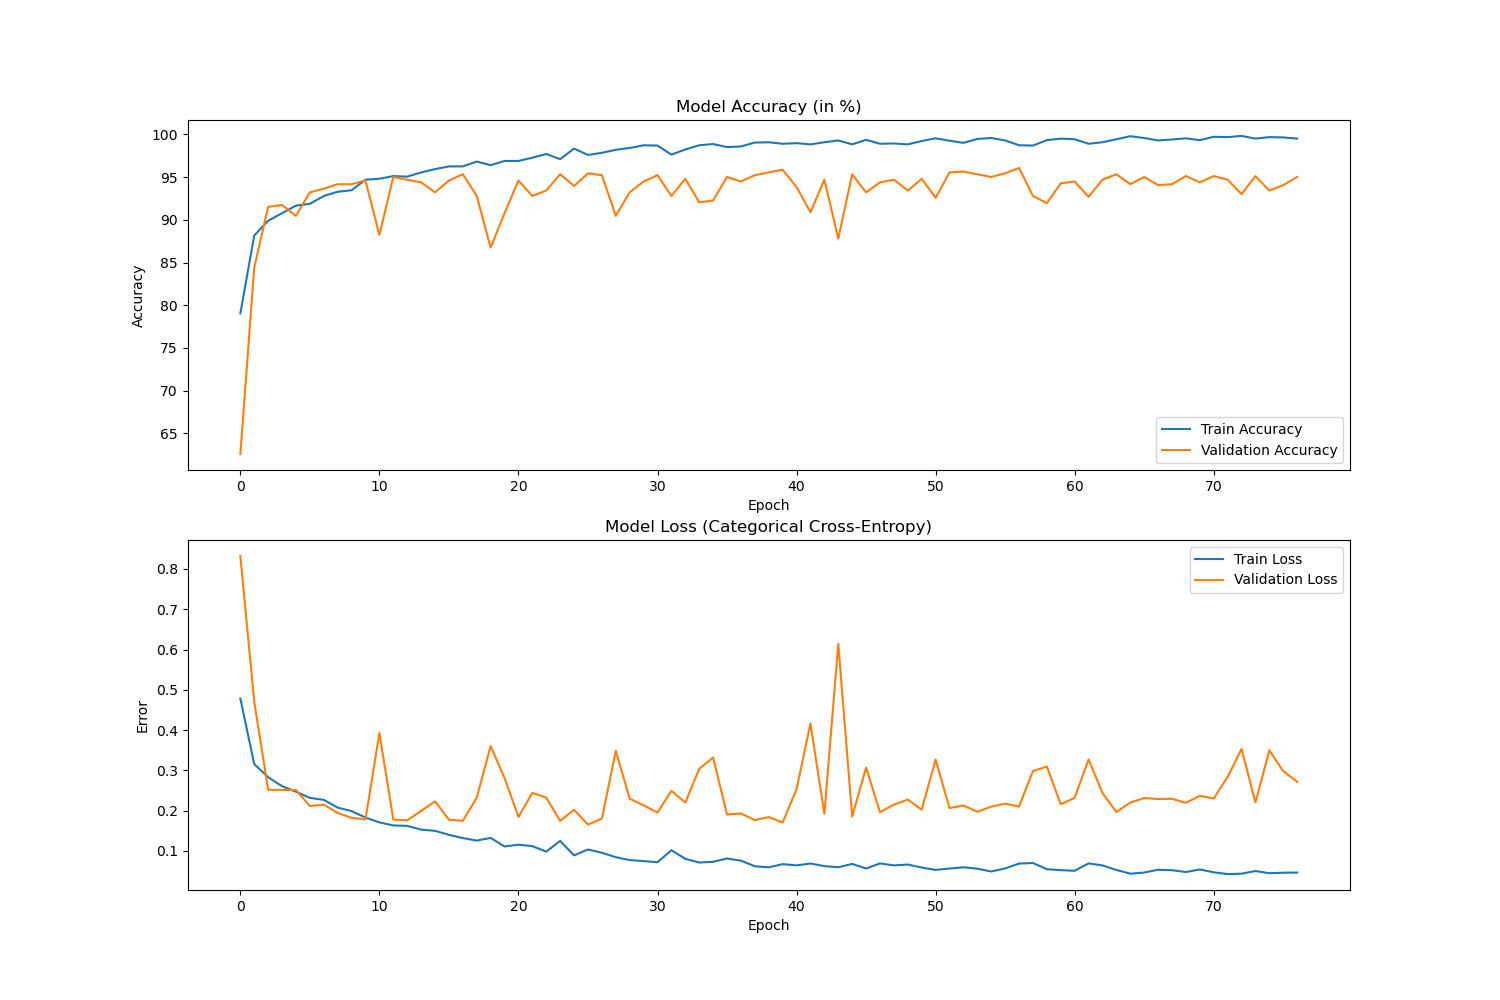 Model Accuracy (in %)
100
95
90
85
80
75
70
65
Accuracy
Train Accuracy
Validation Accuracy
0 10 20 30 40 50 60 70
Epoch
Model Loss (Categorical Cross-Entropy)
0.8
0.7
0.6
0.5
0.4
0.3
0.2
0.1
Error
Train Loss
Validation Loss
0 10 20 30 40 50 60 70
Epoch